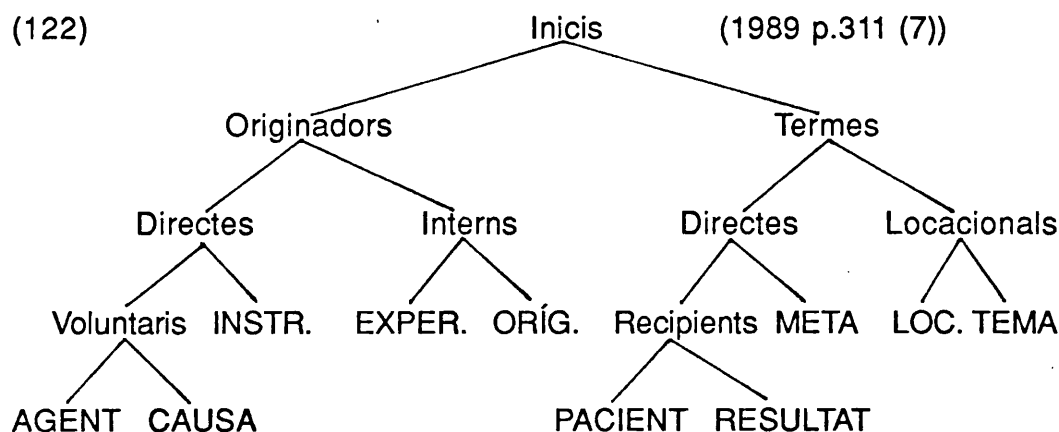 (122) Inicis (1989 p.311 (7))
Originadors Termes
Directes Interns Directes Locacionals
Voluntaris INSTR. EXPER. ORÍG. Recipients META LOC. TEMA
AGENT CAUSA PACIENT RESULTAT